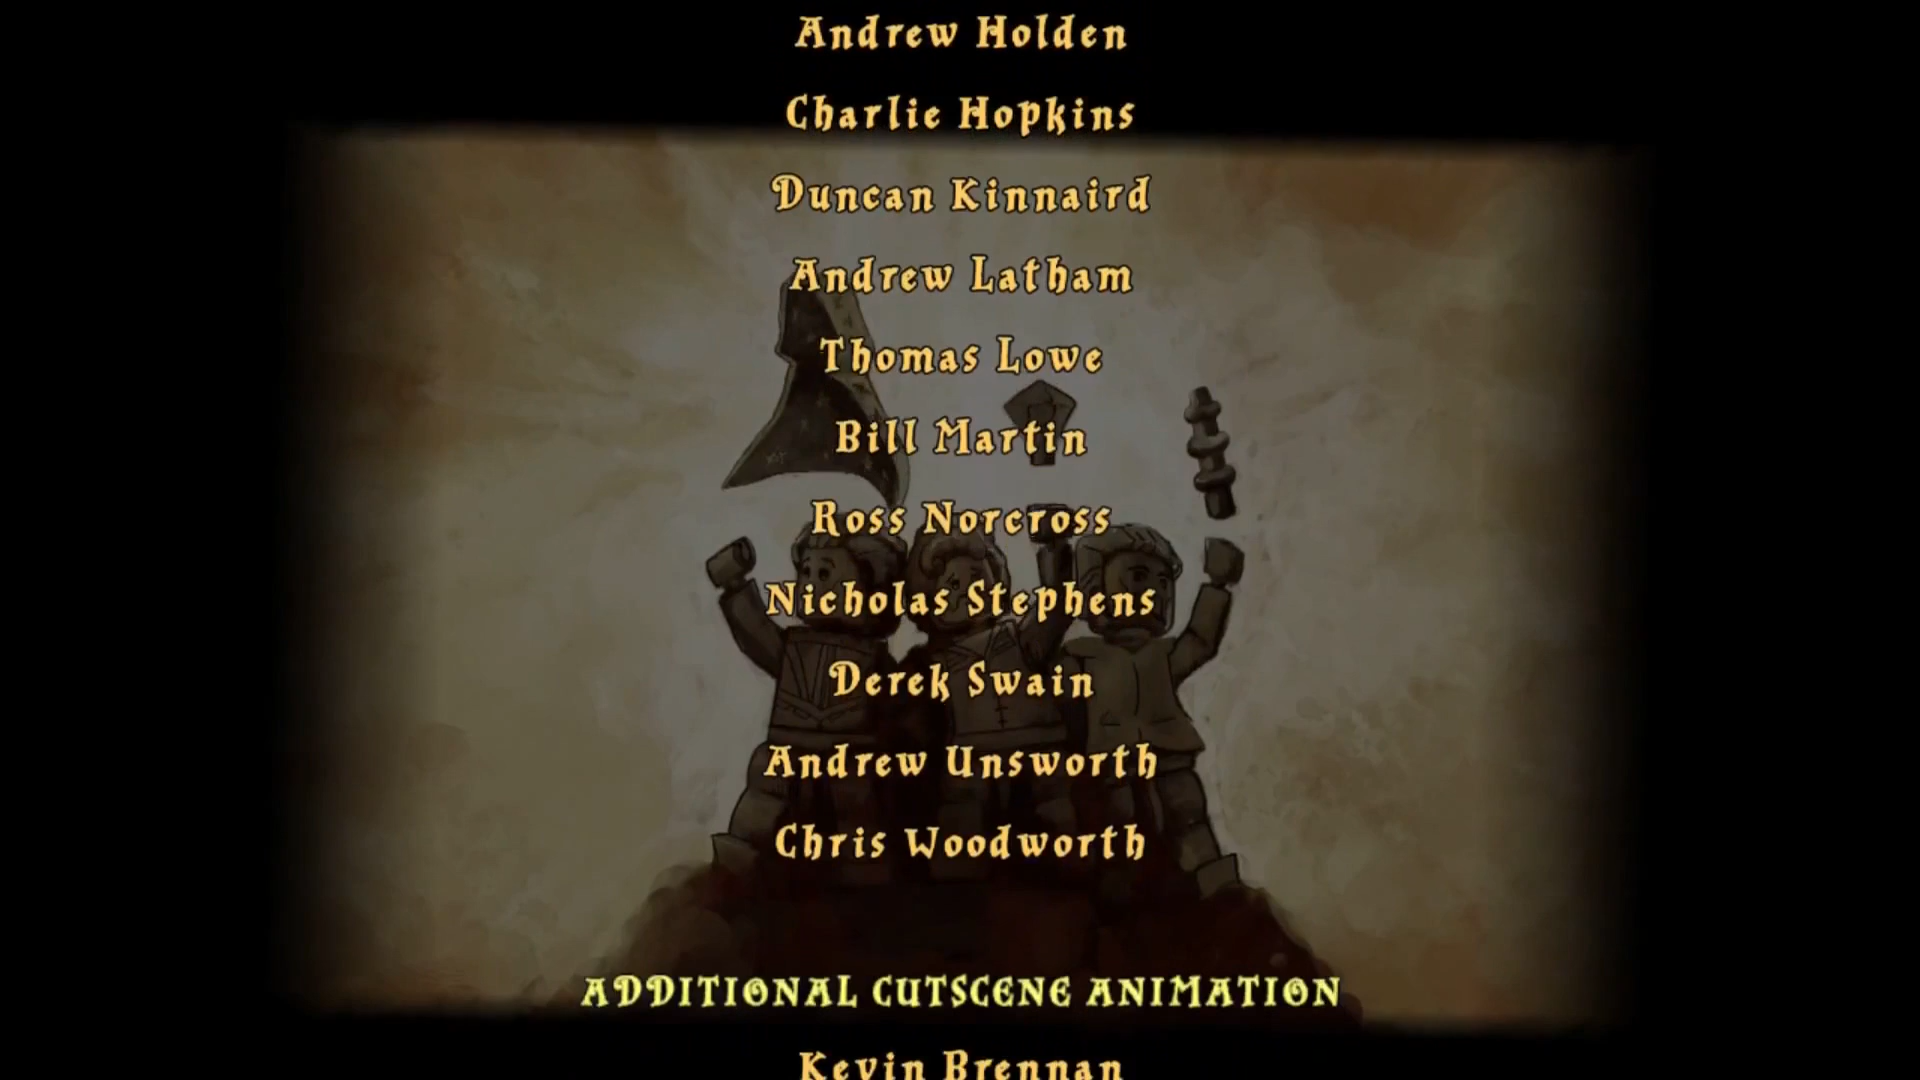 Andrew Holden
Charlie Hopkins
Duncan Kinnaird
Andrew Latham
Thomas Lowe
Bill Martin
Ross Norcross
Nicholas Stephens
Derek Swain
Andrew Unsworth
Chris Woodworth
ADDITIONAL CUTSCENE ANIMATION
Kevin Brennan